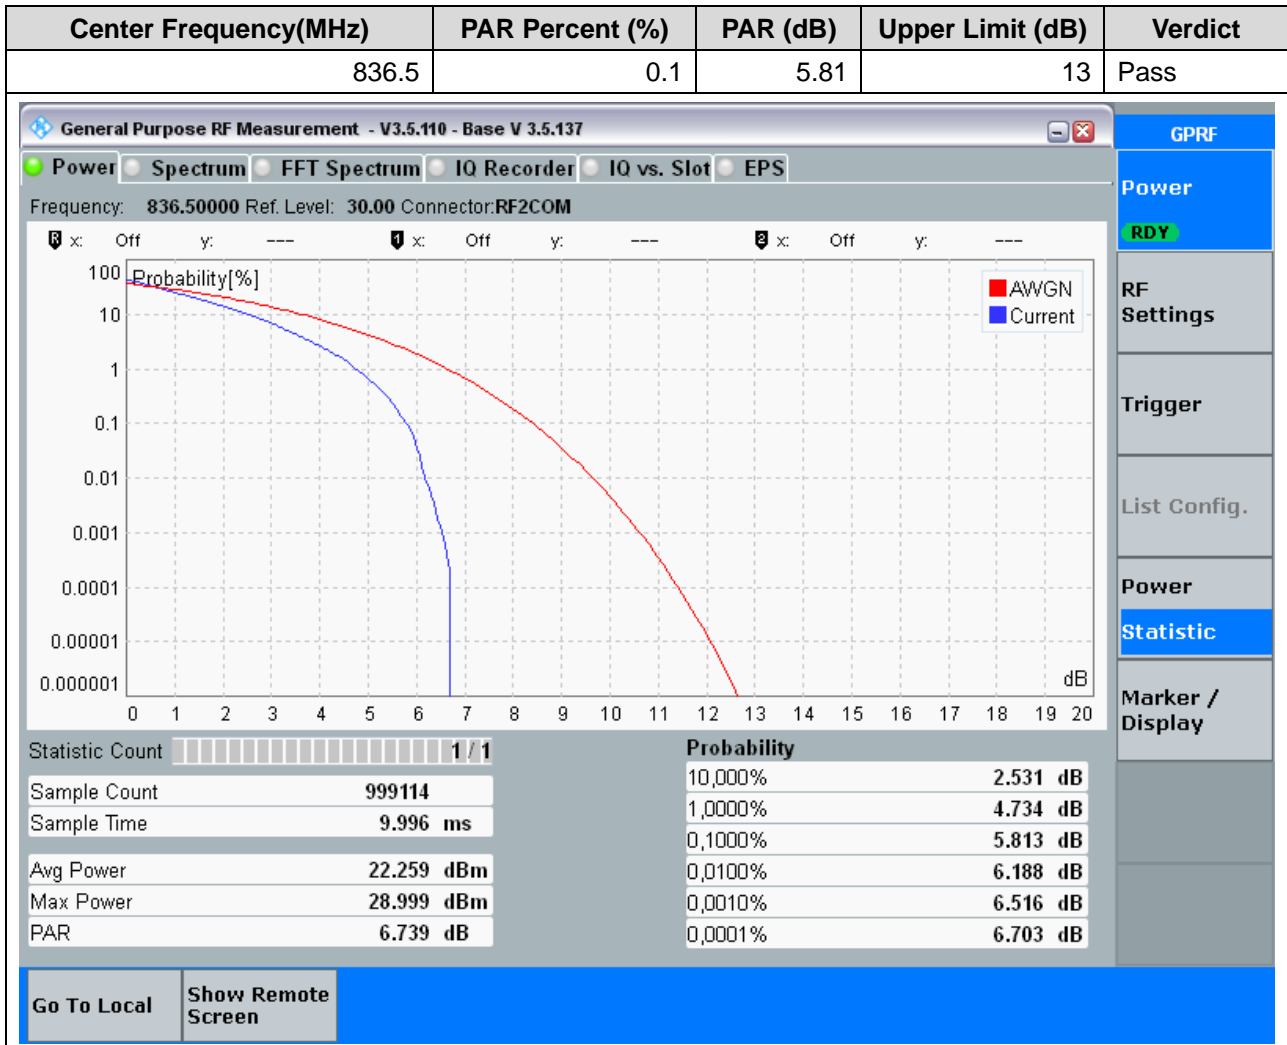 Center Frequency(MHz) PAR Percent (%) PAR (dB) Upper Limit (dB) Verdict
836.5 0.1 5.81 13 Pass
General Purpose RF Measurement - V3.5.110 - Base V 3.5.137
GPRF
Power Spectrum FFT Spectrum IQ Recorder IQ vs. Slot EPS
Power
RDY
Frequency: 836.50000 Ref. Level: 30.00 Connector:RF2COM
R x: Off y: --- 1 x: Off y: --- 2 x: Off y: ---
Probability[%]
AWGN
Current
100
10
1
0.1
0.01
0.001
0.0001
0.00001
0.000001
dB
0 1 2 3 4 5 6 7 8 9 10 11 12 13 14 15 16 17 18 19 20
RF
Settings
Trigger
List Config.
Power
Statistic
Marker /
Display
Statistic Count 1 / 1
Sample Count 999114
Sample Time 9.996 ms
Avg Power 22.259 dBm
Max Power 28.999 dBm
PAR 6.739 dB
Probability
10,000% 2.531 dB
1,0000% 4.734 dB
0,1000% 5.813 dB
0,0100% 6.188 dB
0,0010% 6.516 dB
0,0001% 6.703 dB
Go To Local
Show Remote
Screen